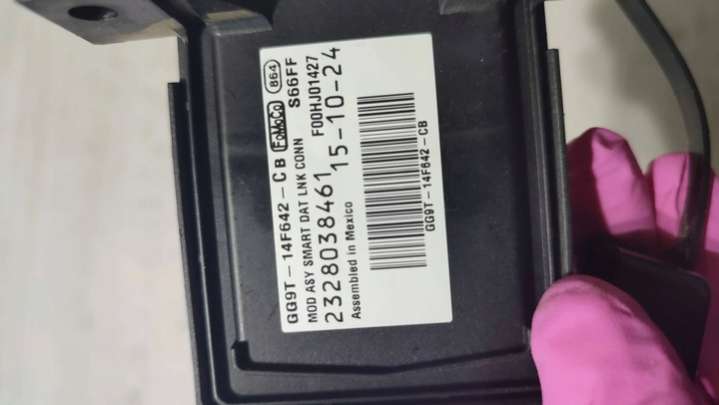 GG9T-14F642-CB FoMoCo 864
MOD ASY SMART DAT LNK CONN S66FF
2328038461 F00HJ01427
15-10-24
Assembled in Mexico
GG9T-14F642-CB